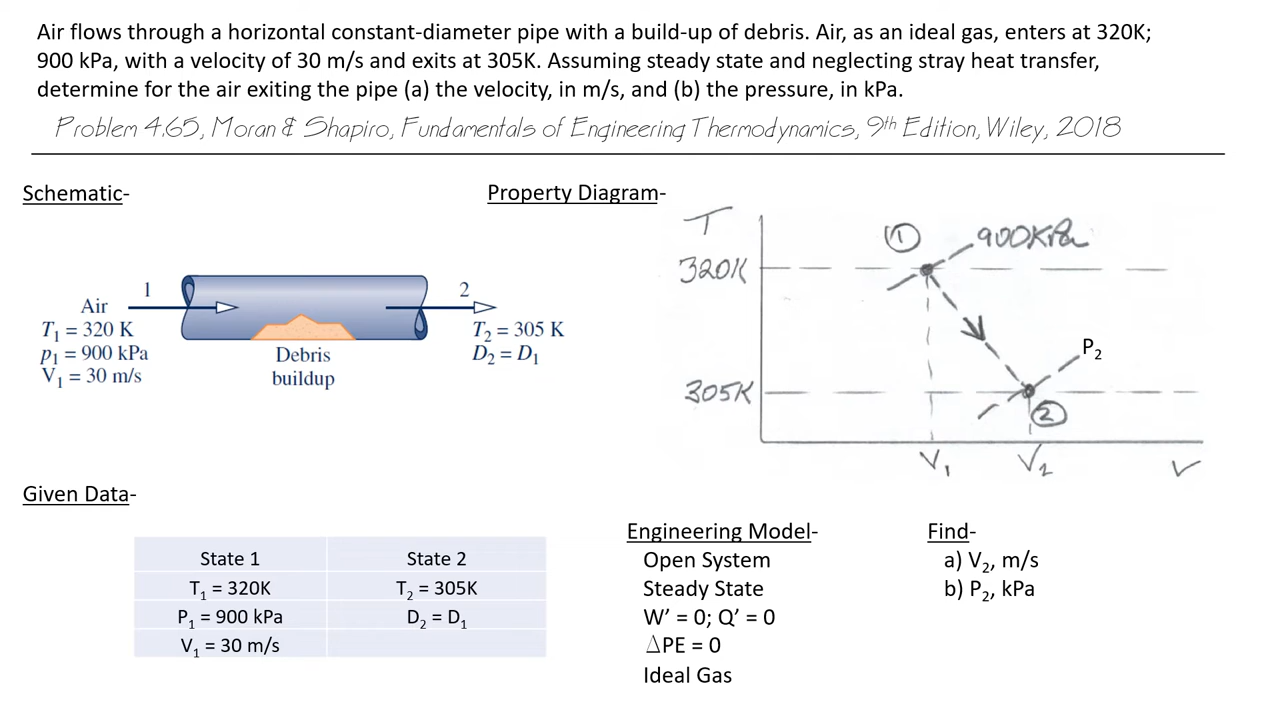 Air flows through a horizontal constant-diameter pipe with a build-up of debris. Air, as an ideal gas, enters at 320K;
900 kPa, with a velocity of 30 m/s and exits at 305K. Assuming steady state and neglecting stray heat transfer,
determine for the air exiting the pipe (a) the velocity, in m/s, and (b) the pressure, in kPa.
Problem 4.65, Moran & Shapiro, Fundamentals of Engineering Thermodynamics, 9th Edition, Wiley, 2018
Schematic-
Air
T₁ = 320 K
p₁ = 900 kPa
V₁ = 30 m/s
1
Debris
buildup
2
T₂ = 305 K
D₂ = D₁
Property Diagram-
T
① 900KPa
320K
P₂
305K
②
V₁ V₂ V
Given Data-
State 1 State 2
T₁ = 320K T₂ = 305K
P₁ = 900 kPa D₂ = D₁
V₁ = 30 m/s
Engineering Model-
Open System
Steady State
W' = 0; Q' = 0
△PE = 0
Ideal Gas
Find-
a) V₂, m/s
b) P₂, kPa